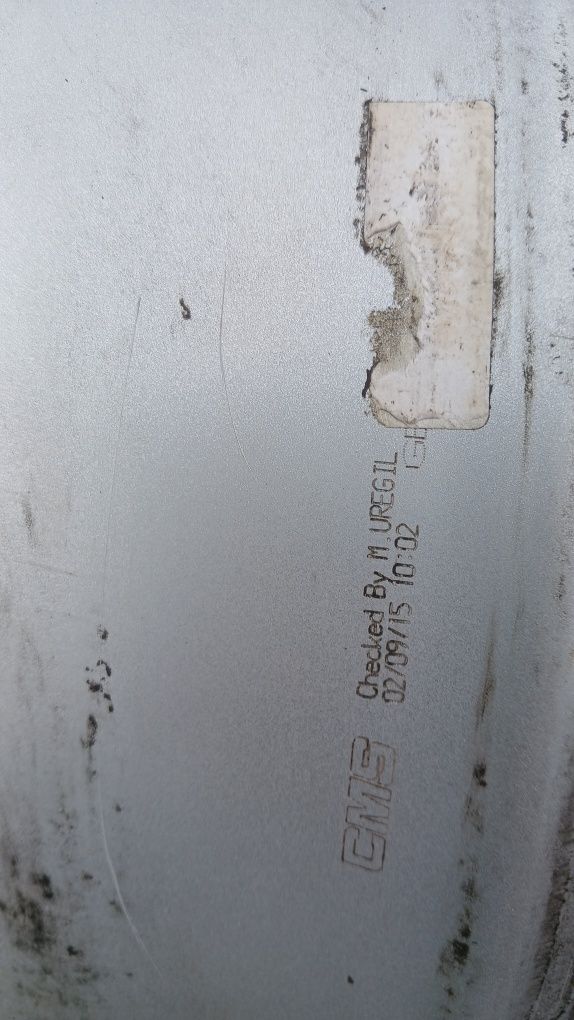 CMS
Checked By M.UREGIL
02/09/15 10:02